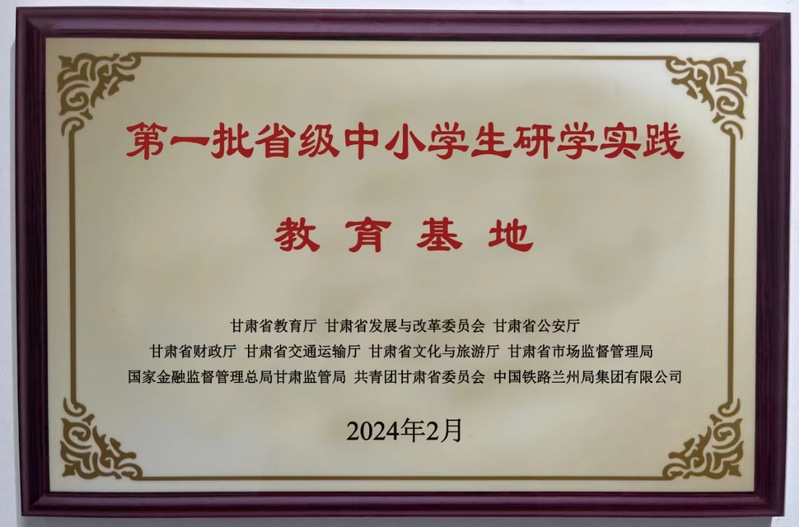 第一批省级中小学生研学实践
教育基地
甘肃省教育厅 甘肃省发展与改革委员会 甘肃省公安厅
甘肃省财政厅 甘肃省交通运输厅 甘肃省文化与旅游厅 甘肃省市场监督管理局
国家金融监督管理总局甘肃监管局 共青团甘肃省委员会 中国铁路兰州局集团有限公司
2024年2月